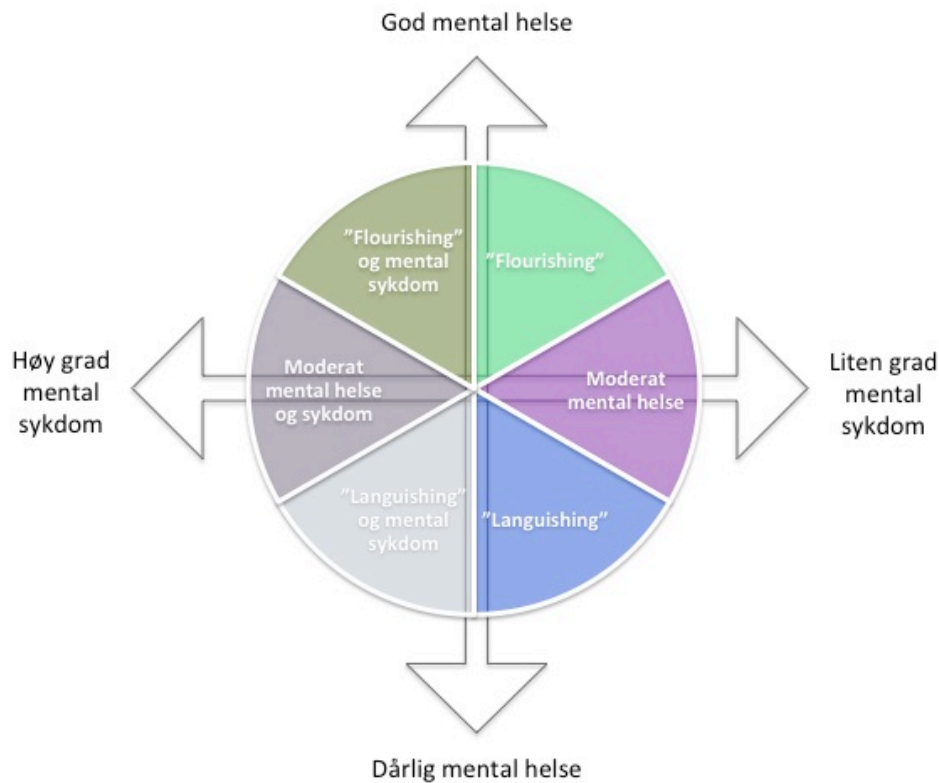 God mental helse
”Flourishing”
og mental
sykdom
”Flourishing”
Høy grad
mental
sykdom
Moderat
mental helse
og sykdom
Moderat
mental helse
Liten grad
mental
sykdom
”Languishing”
og mental
sykdom
”Languishing”
Dårlig mental helse